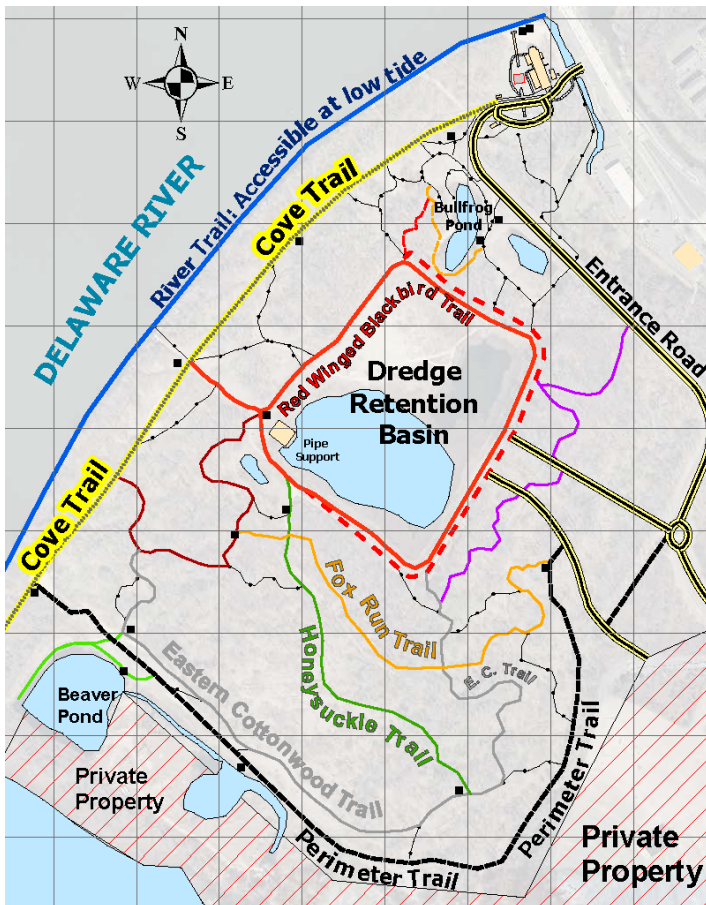 N
W
E
S
River Trail: Accessible at low tide
DELAWARE RIVER
Cove Trail
Bullfrog
Pond
Entrance Road
Red Winged Blackbird Trail
Dredge
Retention
Basin
Pipe
Support
Cove Trail
Fox Run Trail
Honeysuckle Trail
E. C. Trail
Eastern Cottonwood Trail
Beaver
Pond
Private
Property
Perimeter Trail
Perimeter Trail
Private
Property